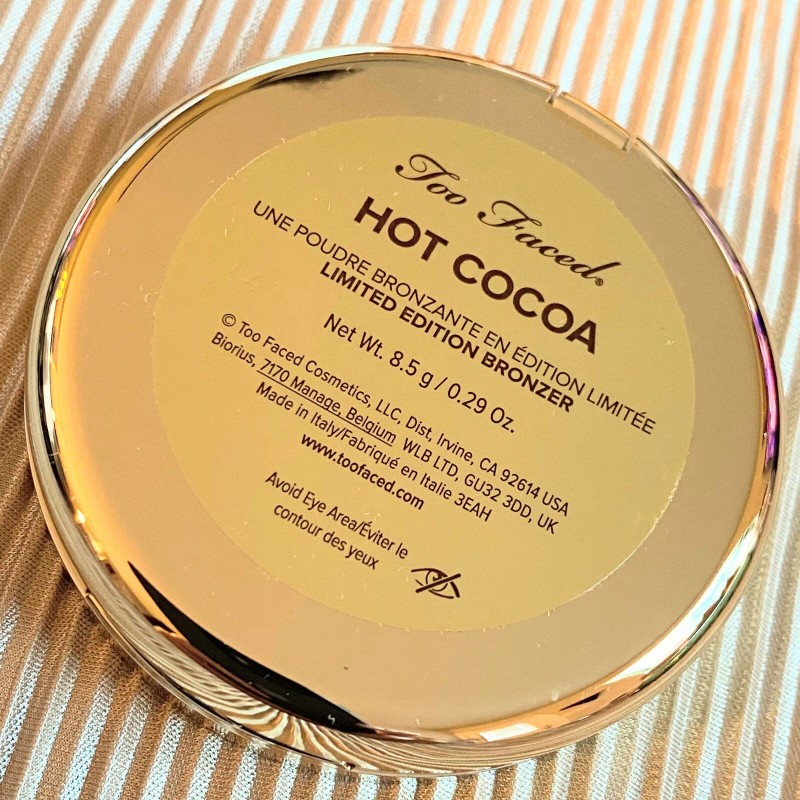 Too Faced®
HOT COCOA
UNE POUDRE BRONZANTE EN ÉDITION LIMITÉE
LIMITED EDITION BRONZER
Net Wt. 8.5 g / 0.29 Oz.
© Too Faced Cosmetics, LLC, Dist, Irvine, CA 92614 USA
Biorius, 7170 Manage, Belgium WLB LTD, GU32 3DD, UK
Made in Italy/Fabriqué en Italie 3EAH
www.toofaced.com
Avoid Eye Area/Éviter le
contour des yeux